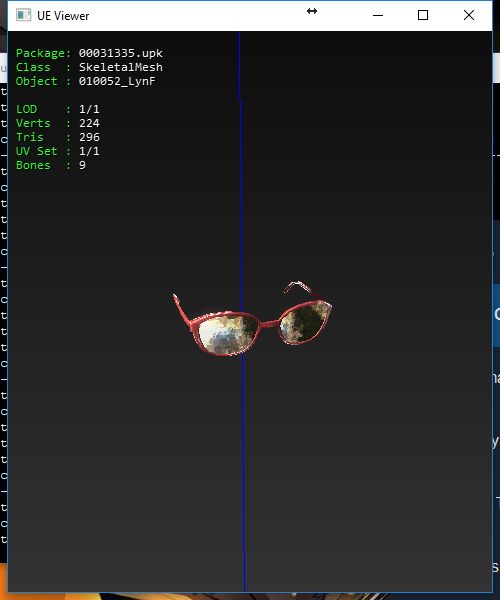 UE Viewer
Package: 00031335.upk
Class  : SkeletalMesh
Object : 010052_LynF
LOD    : 1/1
Verts  : 224
Tris   : 296
UV Set : 1/1
Bones  : 9